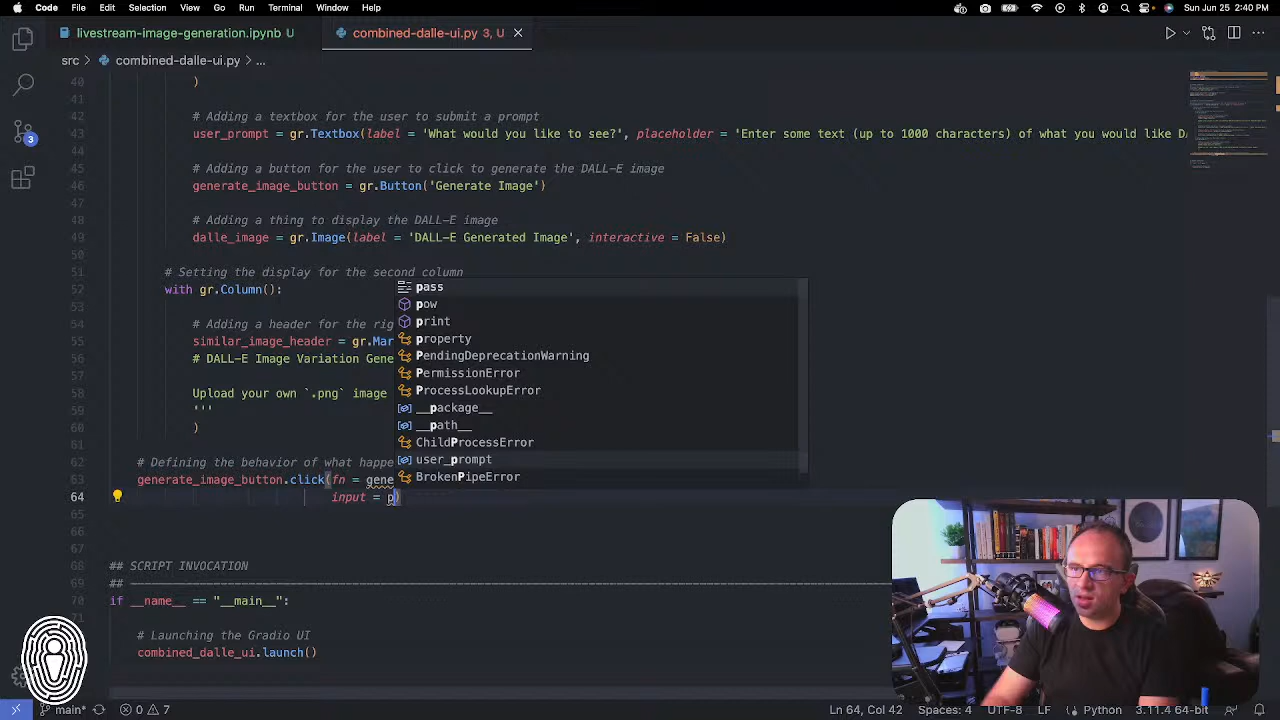 Code File Edit Selection View Go Run Terminal Window Help Sun Jun 25 2:40 PM
livestream-image-generation.ipynb U combined-dalle-ui.py 3, U
src > combined-dalle-ui.py > ...
40 )
41
42 # Adding a textbox for the user to submit a
43 user_prompt = gr.Textbox(label = 'What would you like to see?', placeholder = 'Enter some text (up to 1000 characters) of what you would like DA
44
45 # Adding a button for the user to click to generate the DALL-E image
46 generate_image_button = gr.Button('Generate Image')
47
48 # Adding a thing to display the DALL-E image
49 dalle_image = gr.Image(label = 'DALL-E Generated Image', interactive = False)
50
51 # Setting the display for the second column
52 with gr.Column():
53
pass
pow
54 # Adding a header for the rig
print
55 similar_image_header = gr.Mar
property
56 # DALL-E Image Variation Gene
PendingDeprecationWarning
57
PermissionError
58 Upload your own `.png` image
ProcessLookupError
59 '''
__package__
60 )
__path__
61
ChildProcessError
62 # Defining the behavior of what happe
user_prompt
63 generate_image_button.click(fn = gene
BrokenPipeError
64 input = p)
65
66
67
68 ## SCRIPT INVOCATION
69 ## ----------------------------------------------------------------
70 if __name__ == "__main__":
71
# Launching the Gradio UI
combined_dalle_ui.launch()
3
main* 0 7 Ln 64, Col 42 Spaces: 4 UTF-8 LF Python 3.11.4 64-bit